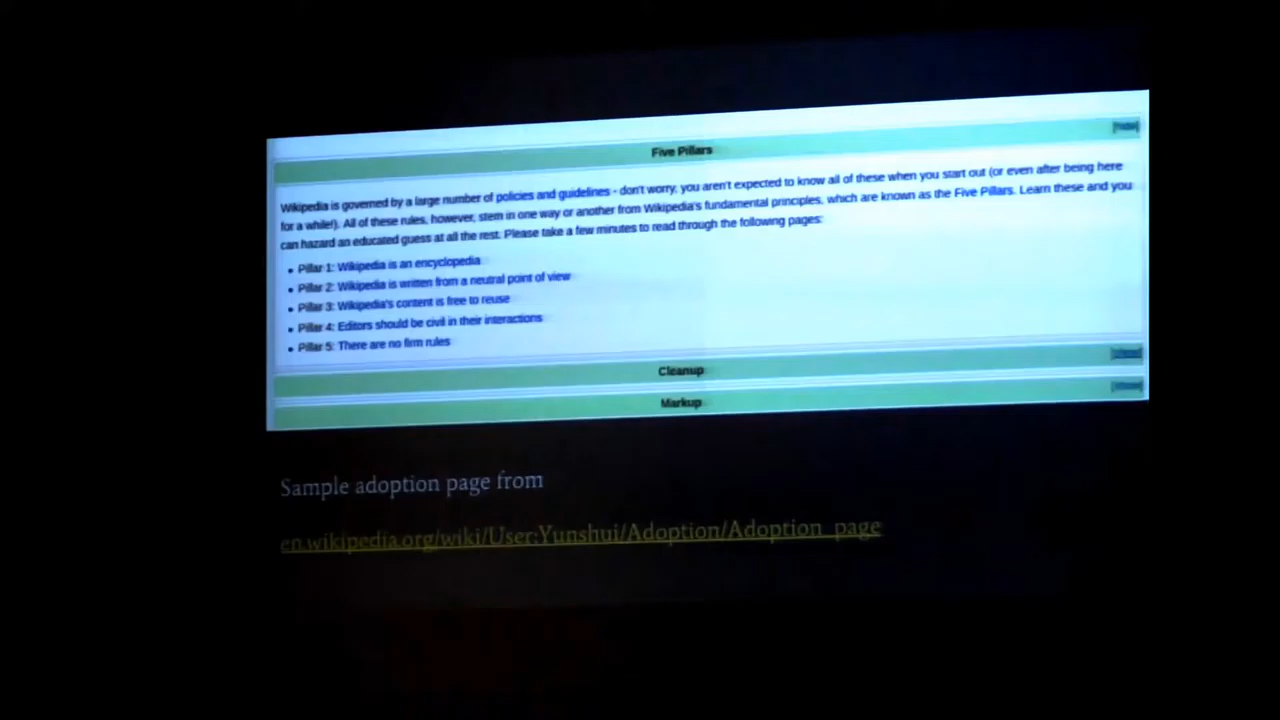 Five Pillars
[hide]
Wikipedia is governed by a large number of policies and guidelines - don't worry, you aren't expected to know all of these when you start out (or even after being here
for a while!). All of these rules, however, stem in one way or another from Wikipedia's fundamental principles, which are known as the Five Pillars. Learn these and you
can hazard an educated guess at all the rest. Please take a few minutes to read through the following pages:
• Pillar 1: Wikipedia is an encyclopedia
• Pillar 2: Wikipedia is written from a neutral point of view
• Pillar 3: Wikipedia's content is free to reuse
• Pillar 4: Editors should be civil in their interactions
• Pillar 5: There are no firm rules
Cleanup
[show]
Markup
[show]
Sample adoption page from
en.wikipedia.org/wiki/User:Yunshui/Adoption/Adoption_page